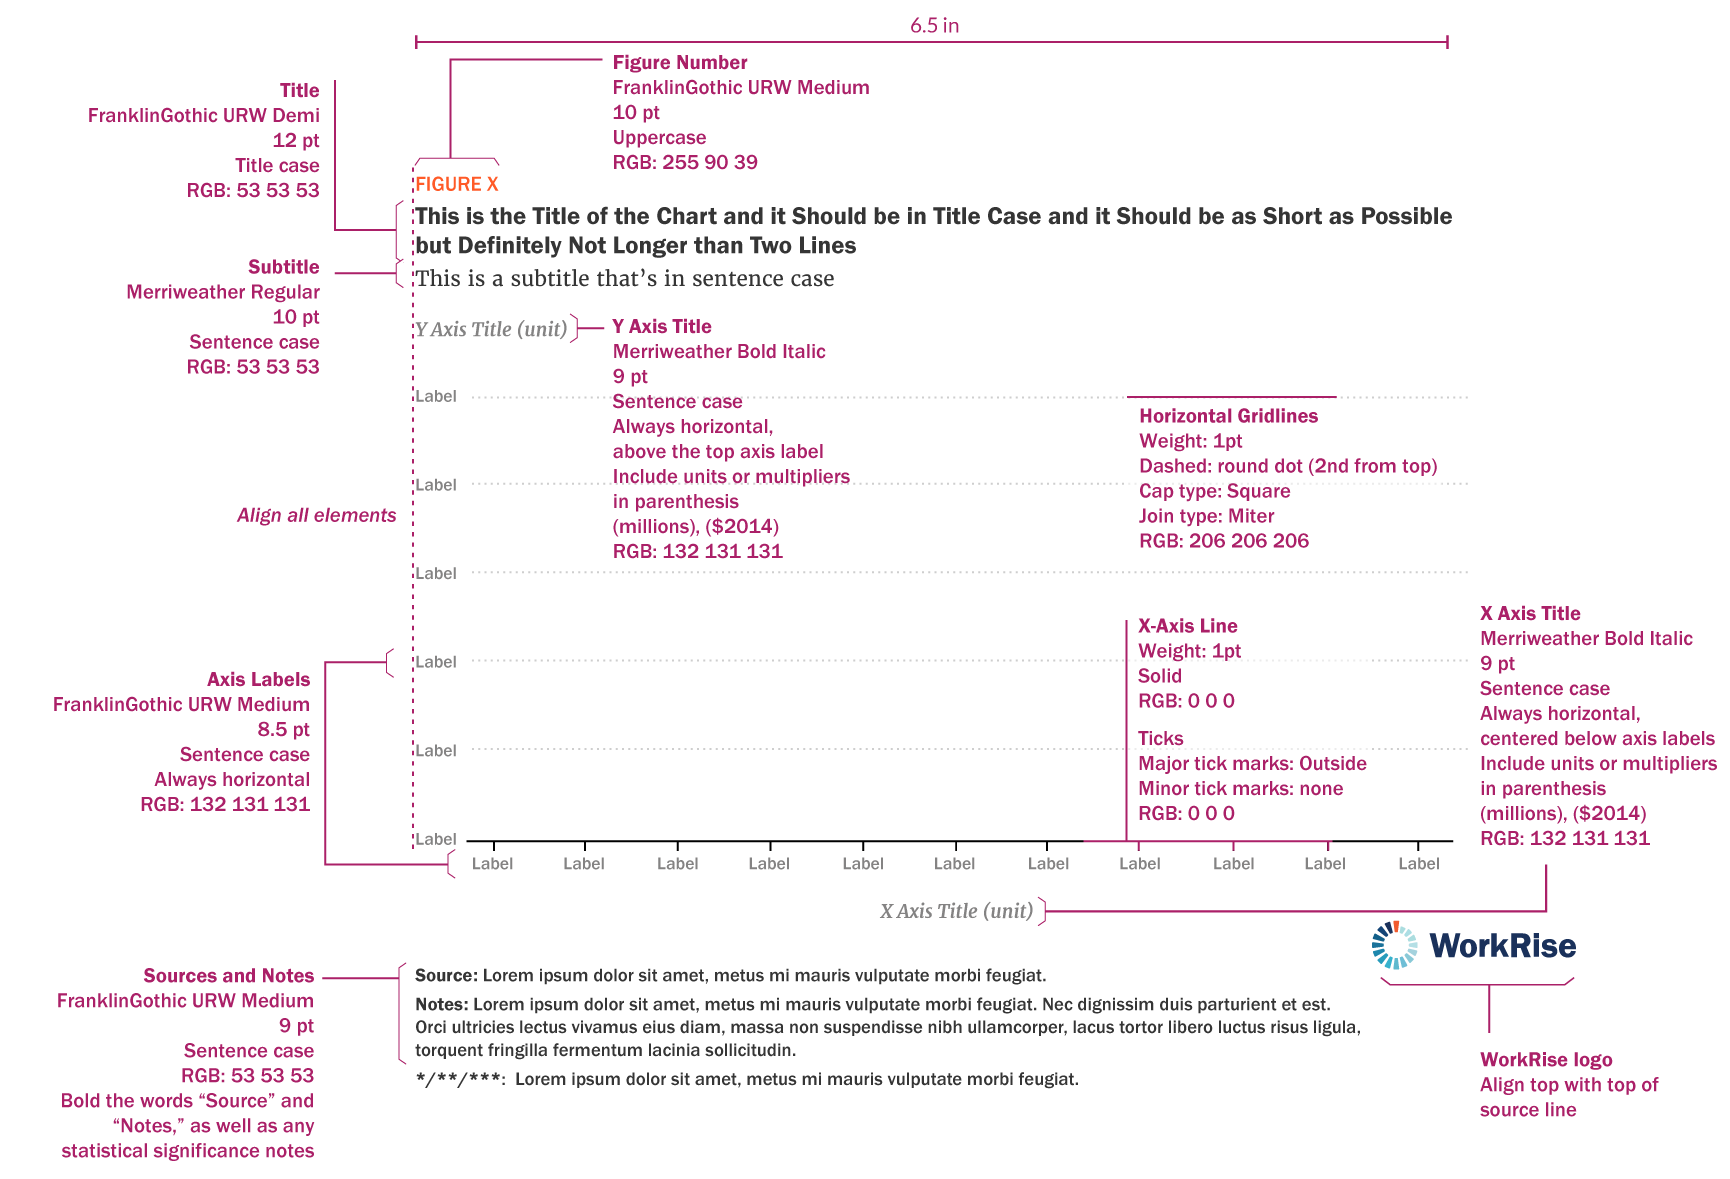 6.5 in
Figure Number
FranklinGothic URW Medium
10 pt
Uppercase
RGB: 255 90 39
Title
FranklinGothic URW Demi
12 pt
Title case
RGB: 53 53 53
FIGURE X
This is the Title of the Chart and it Should be in Title Case and it Should be as Short as Possible
but Definitely Not Longer than Two Lines
This is a subtitle that’s in sentence case
Subtitle
Merriweather Regular
10 pt
Sentence case
RGB: 53 53 53
Y Axis Title (unit)
Y Axis Title
Merriweather Bold Italic
9 pt
Sentence case
Always horizontal,
above the top axis label
Include units or multipliers
in parenthesis
(millions), ($2014)
RGB: 132 131 131
Label
Label
Label
Label
Label
Label
Horizontal Gridlines
Weight: 1pt
Dashed: round dot (2nd from top)
Cap type: Square
Join type: Miter
RGB: 206 206 206
Align all elements
Axis Labels
FranklinGothic URW Medium
8.5 pt
Sentence case
Always horizontal
RGB: 132 131 131
X-Axis Line
Weight: 1pt
Solid
RGB: 0 0 0
Ticks
Major tick marks: Outside
Minor tick marks: none
RGB: 0 0 0
X Axis Title
Merriweather Bold Italic
9 pt
Sentence case
Always horizontal,
centered below axis labels
Include units or multipliers
in parenthesis
(millions), ($2014)
RGB: 132 131 131
Label Label Label Label Label Label Label Label Label Label Label
X Axis Title (unit)
WorkRise
Sources and Notes
FranklinGothic URW Medium
9 pt
Sentence case
RGB: 53 53 53
Bold the words “Source” and
“Notes,” as well as any
statistical significance notes
Source: Lorem ipsum dolor sit amet, metus mi mauris vulputate morbi feugiat.
Notes: Lorem ipsum dolor sit amet, metus mi mauris vulputate morbi feugiat. Nec dignissim duis parturient et est.
Orci ultricies lectus vivamus eius diam, massa non suspendisse nibh ullamcorper, lacus tortor libero luctus risus ligula,
torquent fringilla fermentum lacinia sollicitudin.
*/**/***: Lorem ipsum dolor sit amet, metus mi mauris vulputate morbi feugiat.
WorkRise logo
Align top with top of
source line